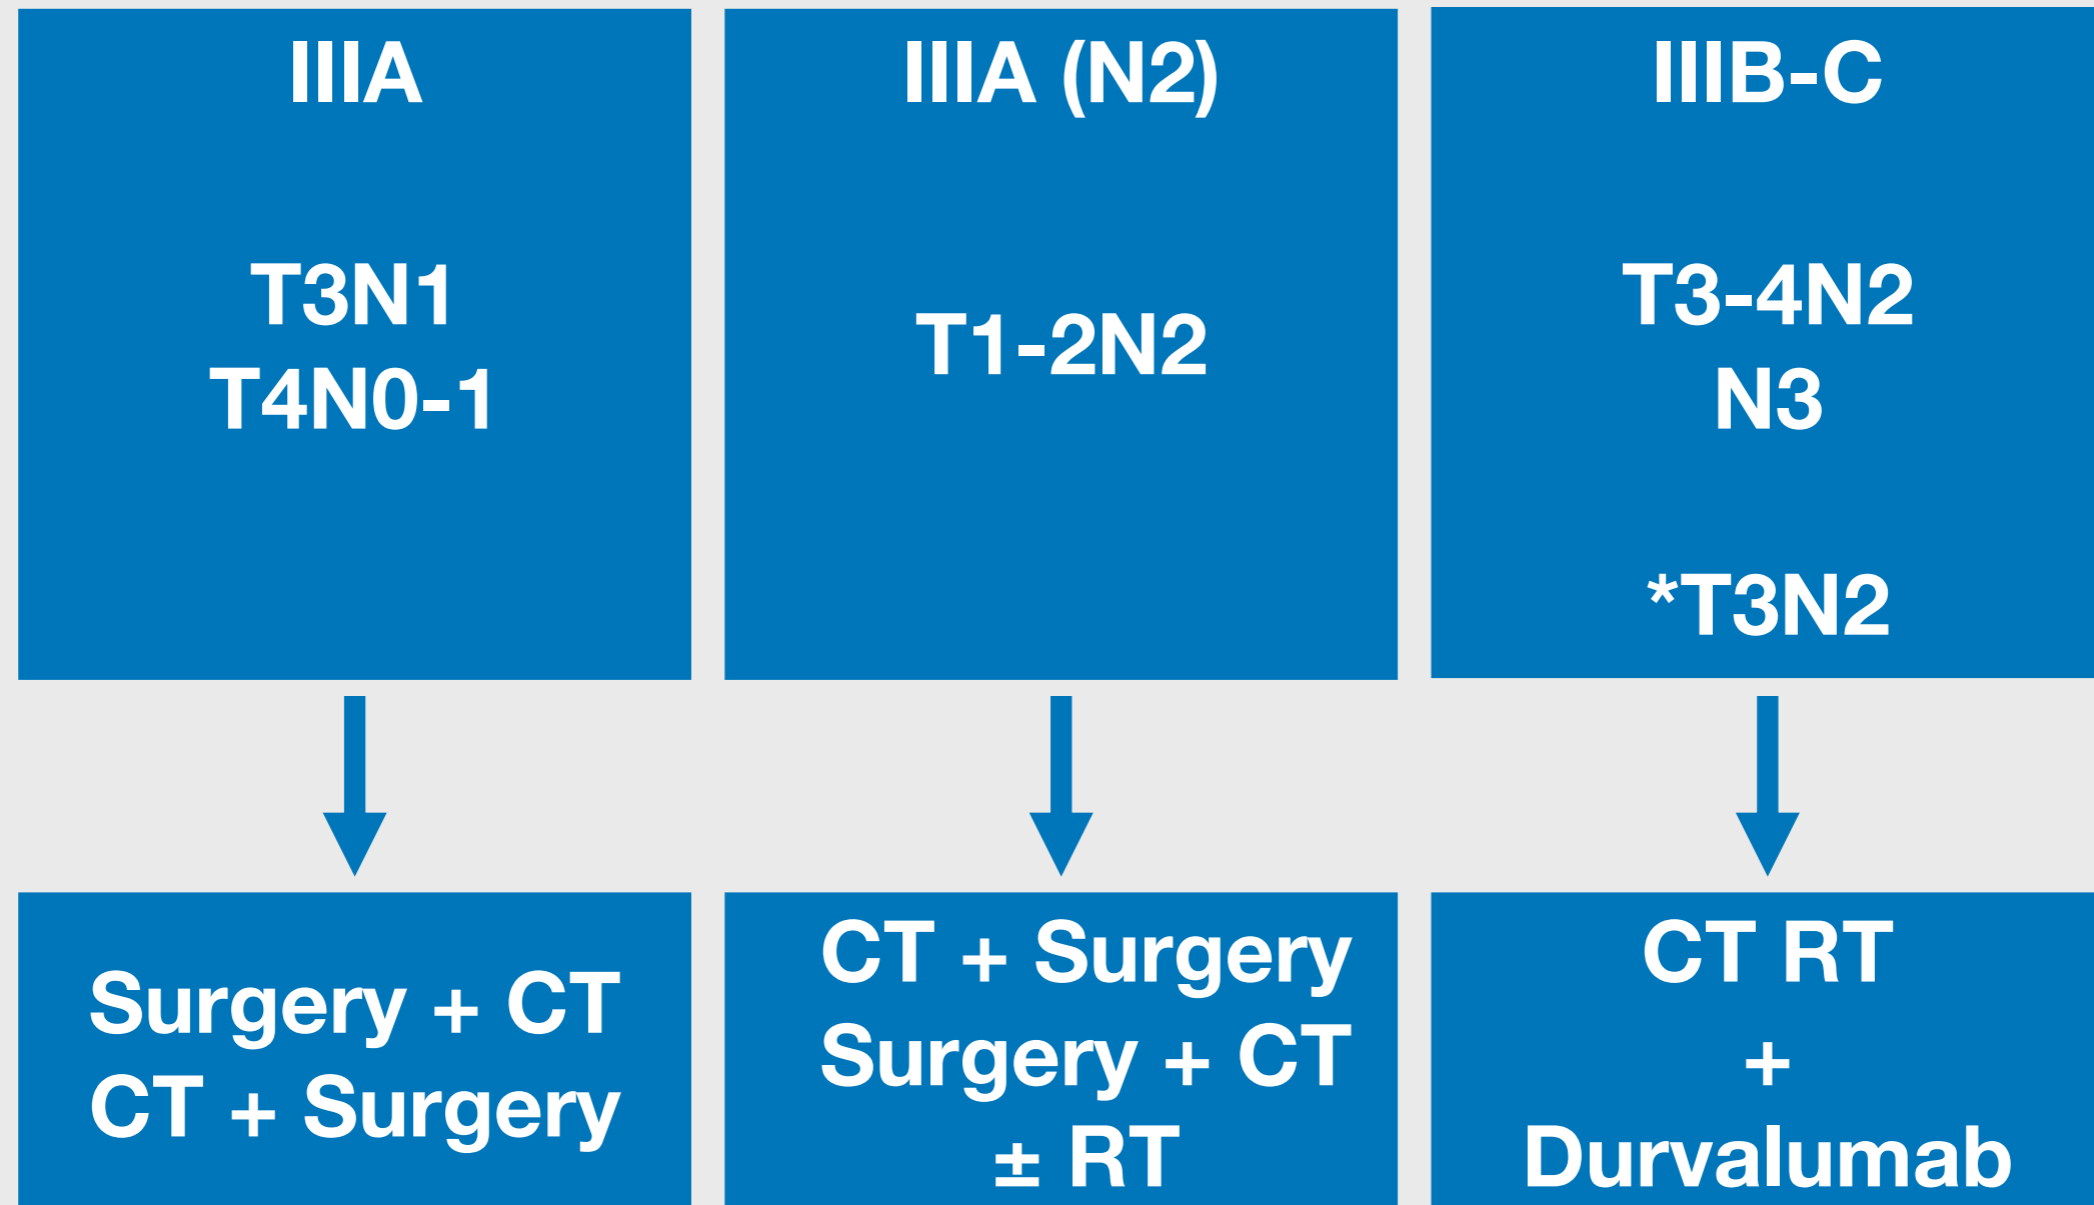 IIIA
T3N1
T4N0-1
IIIA (N2)
T1-2N2
IIIB-C
T3-4N2
N3
*T3N2
Surgery + CT
CT + Surgery
CT + Surgery
Surgery + CT
± RT
CT RT
+
Durvalumab